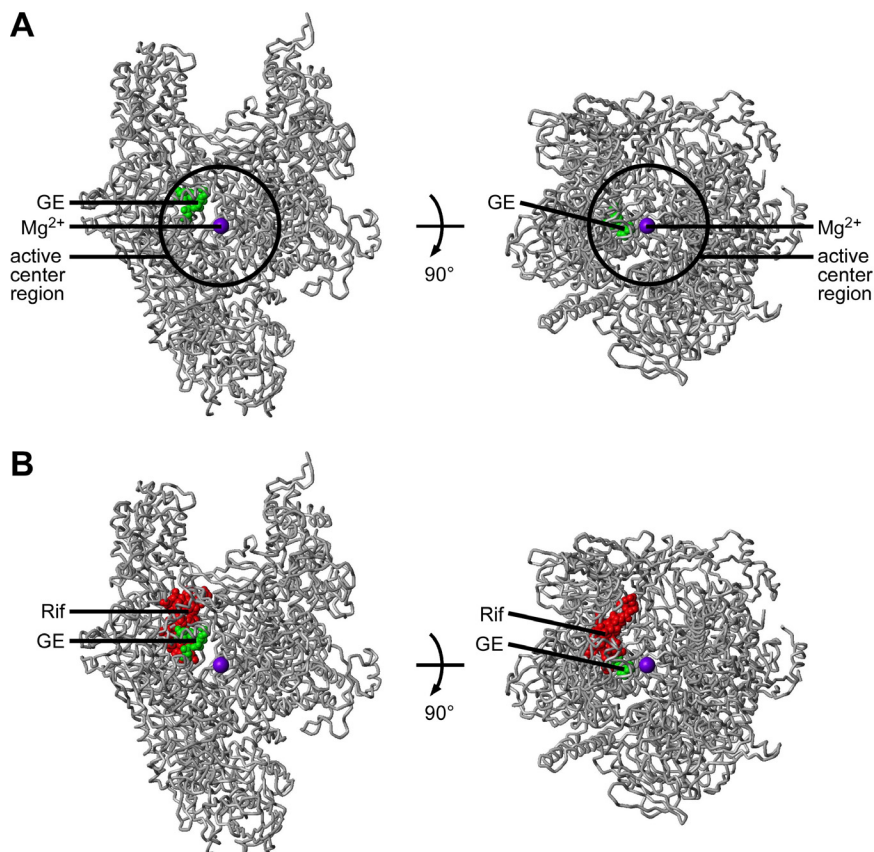 A
GE
Mg2+
active
center
region
90°
GE
Mg2+
active
center
region
B
Rif
GE
90°
Rif
GE